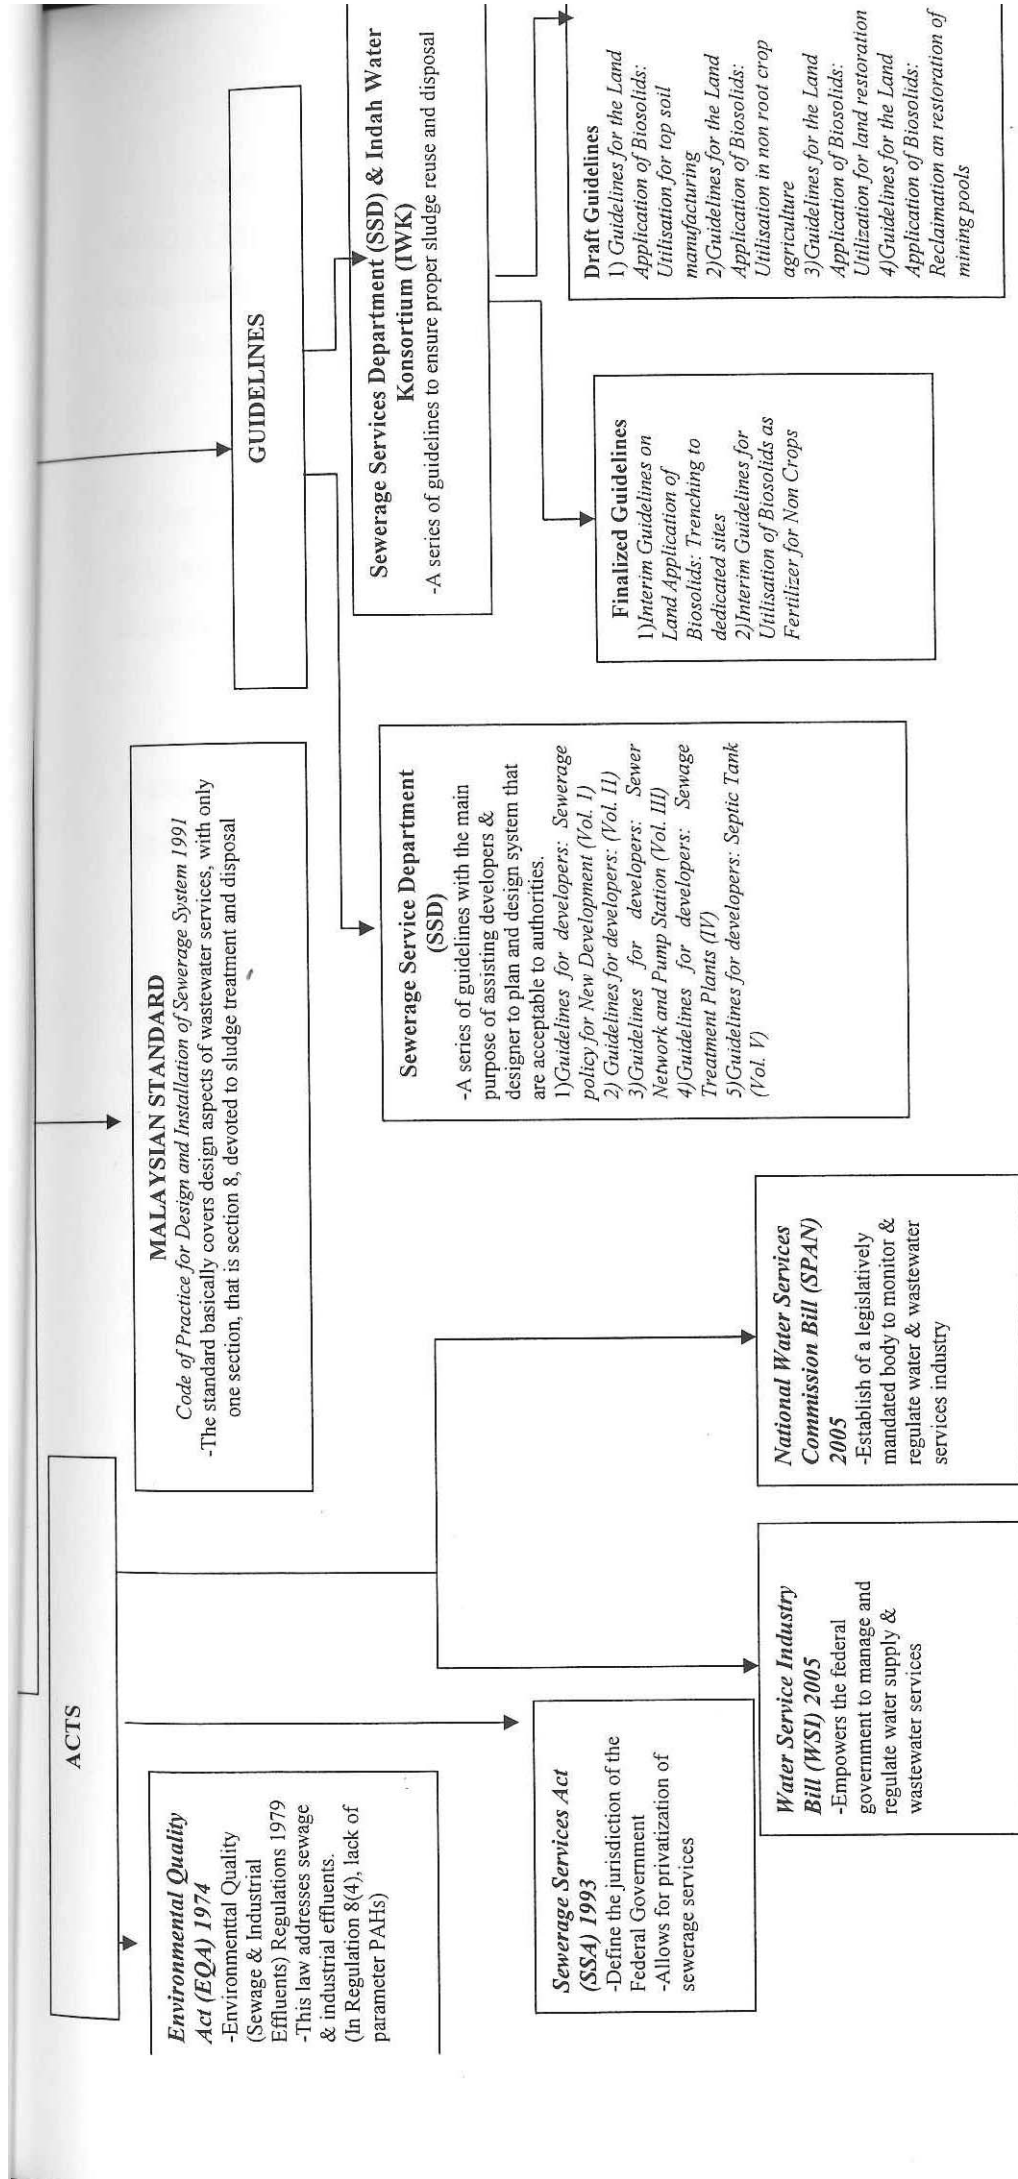 ACTS
Environmental Quality
Act (EQA) 1974
-Environmenttal Quality
(Sewage & Industrial
Effluents) Regulations 1979
-This law addresses sewage
& industrial effluents.
(In Regulation 8(4), lack of
parameter PAHs)
Sewerage Services Act
(SSA) 1993
-Define the jurisdiction of the
Federal Government
-Allows for privatization of
sewerage services
Water Service Industry
Bill (WSI) 2005
-Empowers the federal
government to manage and
regulate water supply &
wastewater services
National Water Services
Commission Bill (SPAN)
2005
-Establish of a legislatively
mandated body to monitor &
regulate water & wastewater
services industry
MALAYSIAN STANDARD
Code of Practice for Design and Installation of Sewerage System 1991
-The standard basically covers design aspects of wastewater services, with only
one section, that is section 8, devoted to sludge treatment and disposal
GUIDELINES
Sewerage Service Department
(SSD)
-A series of guidelines with the main
purpose of assisting developers &
designer to plan and design system that
are acceptable to authorities.
1)Guidelines for developers: Sewerage
policy for New Development (Vol. I)
2) Guidelines for developers: (Vol. II)
3)Guidelines for developers: Sewer
Network and Pump Station (Vol. III)
4)Guidelines for developers: Sewage
Treatment Plants (IV)
5)Guidelines for developers: Septic Tank
(Vol. V)
Sewerage Services Department (SSD) & Indah Water
Konsortium (IWK)
-A series of guidelines to ensure proper sludge reuse and disposal
Finalized Guidelines
1)Interim Guidelines on
Land Application of
Biosolids: Trenching to
dedicated sites
2)Interim Guidelines for
Utilisation of Biosolids as
Fertilizer for Non Crops
Draft Guidelines
1) Guidelines for the Land
Application of Biosolids:
Utilisation for top soil
manufacturing
2)Guidelines for the Land
Application of Biosolids:
Utilisation in non root crop
agriculture
3)Guidelines for the Land
Application of Biosolids:
Utilization for land restoration
4)Guidelines for the Land
Application of Biosolids:
Reclamation an restoration of
mining pools